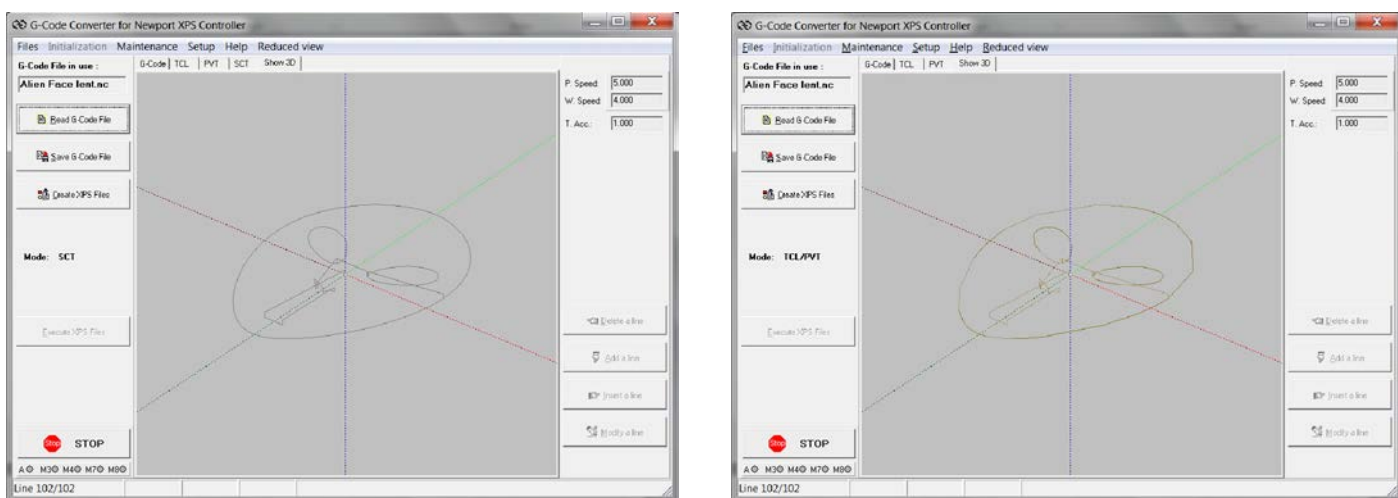 G-Code Converter for Newport XPS Controller
Files Initialization Maintenance Setup Help Reduced view
G-Code File in use :
G-Code TCL PVT SCT Show 3D
Alien Face lent.nc
P. Speed 5.000
W. Speed 4.000
Read G-Code File
T. Acc.: 1.000
Save G-Code File
Create XPS Files
Mode: SCT
Delete a line
Execute XPS Files
Add a line
Insert a line
Modify a line
Stop STOP
A M3 M4 M7 M8
Line 102/102
G-Code Converter for Newport XPS Controller
Files Initialization Maintenance Setup Help Reduced view
G-Code File in use :
G-Code TCL PVT Show 3D
Alien Face lent.nc
P. Speed 5.000
W. Speed 4.000
Read G-Code File
T. Acc.: 1.000
Save G-Code File
Create XPS Files
Mode: TCL/PVT
Delete a line
Execute XPS Files
Add a line
Insert a line
Modify a line
Stop STOP
A M3 M4 M7 M8
Line 102/102